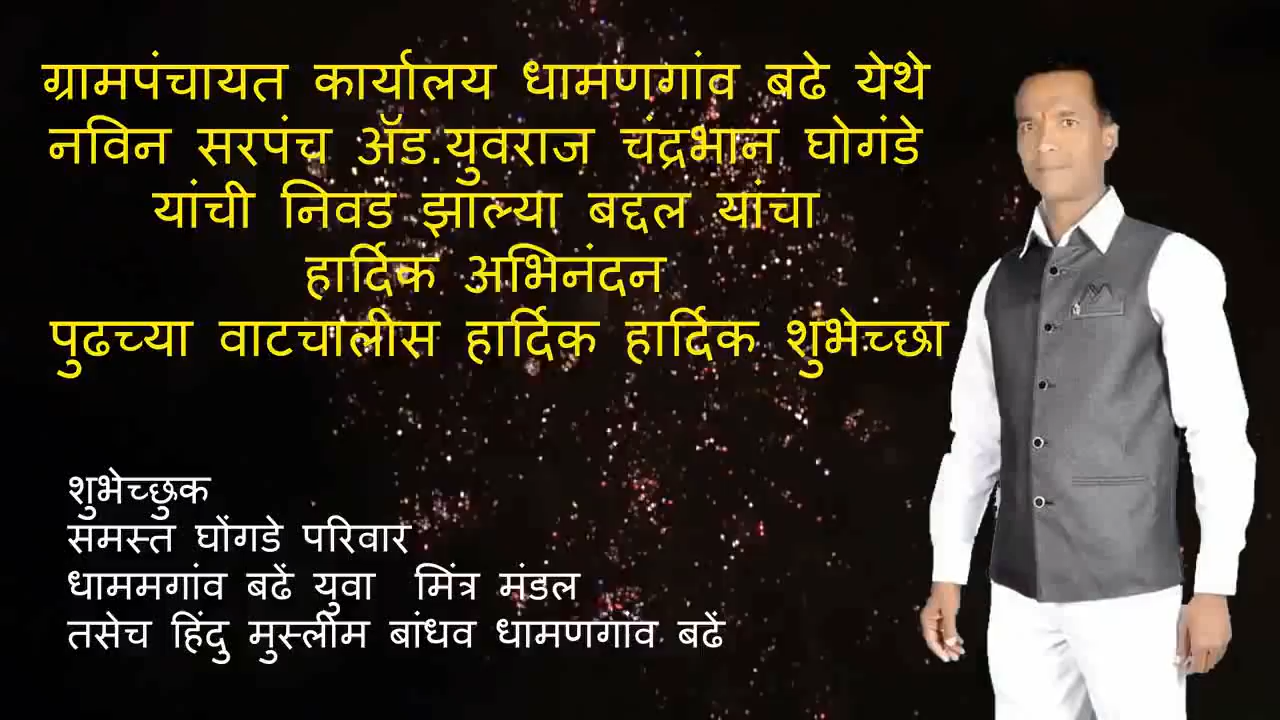 ग्रामपंचायत कार्यालय धामणगांव बढे येथे
नविन सरपंच ॲड.युवराज चंद्रभान घोगंडे
यांची निवड झाल्या बद्दल यांचा
हार्दिक अभिनंदन
पुढच्या वाटचालीस हार्दिक हार्दिक शुभेच्छा
शुभेच्छुक
समस्त घोंगडे परिवार
धाममगांव बढें युवा मिंत्र मंडल
तसेच हिंदु मुस्लीम बांधव धामणगांव बढें